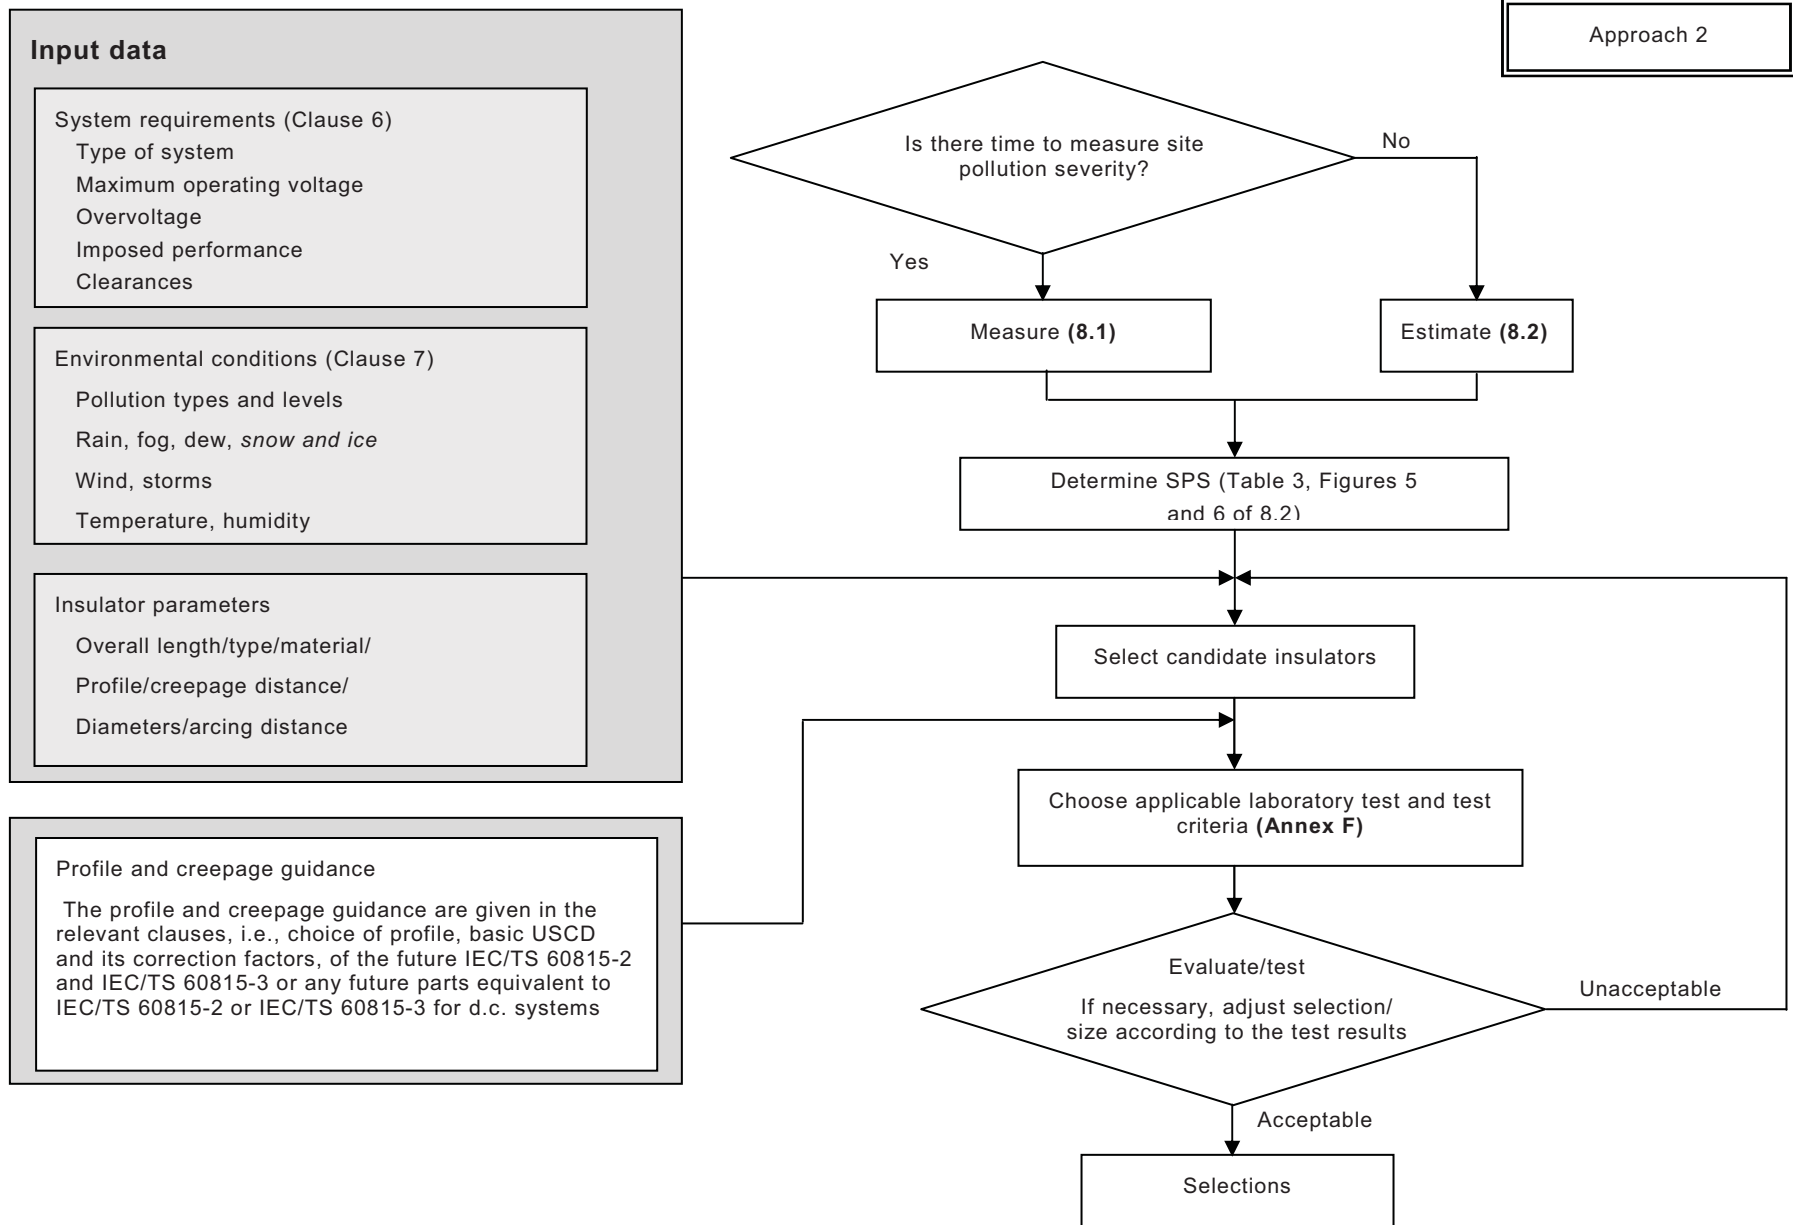 Input data
System requirements (Clause 6)
Type of system
Maximum operating voltage
Overvoltage
Imposed performance
Clearances
Environmental conditions (Clause 7)
Pollution types and levels
Rain, fog, dew, snow and ice
Wind, storms
Temperature, humidity
Insulator parameters
Overall length/type/material/
Profile/creepage distance/
Diameters/arcing distance
Profile and creepage guidance
The profile and creepage guidance are given in the
relevant clauses, i.e., choice of profile, basic USCD
and its correction factors, of the future IEC/TS 60815-2
and IEC/TS 60815-3 or any future parts equivalent to
IEC/TS 60815-2 or IEC/TS 60815-3 for d.c. systems
Approach 2
Is there time to measure site
pollution severity?
No
Yes
Measure (8.1)
Estimate (8.2)
Determine SPS (Table 3, Figures 5
and 6 of 8.2)
Select candidate insulators
Choose applicable laboratory test and test
criteria (Annex F)
Evaluate/test
If necessary, adjust selection/
size according to the test results
Unacceptable
Acceptable
Selections